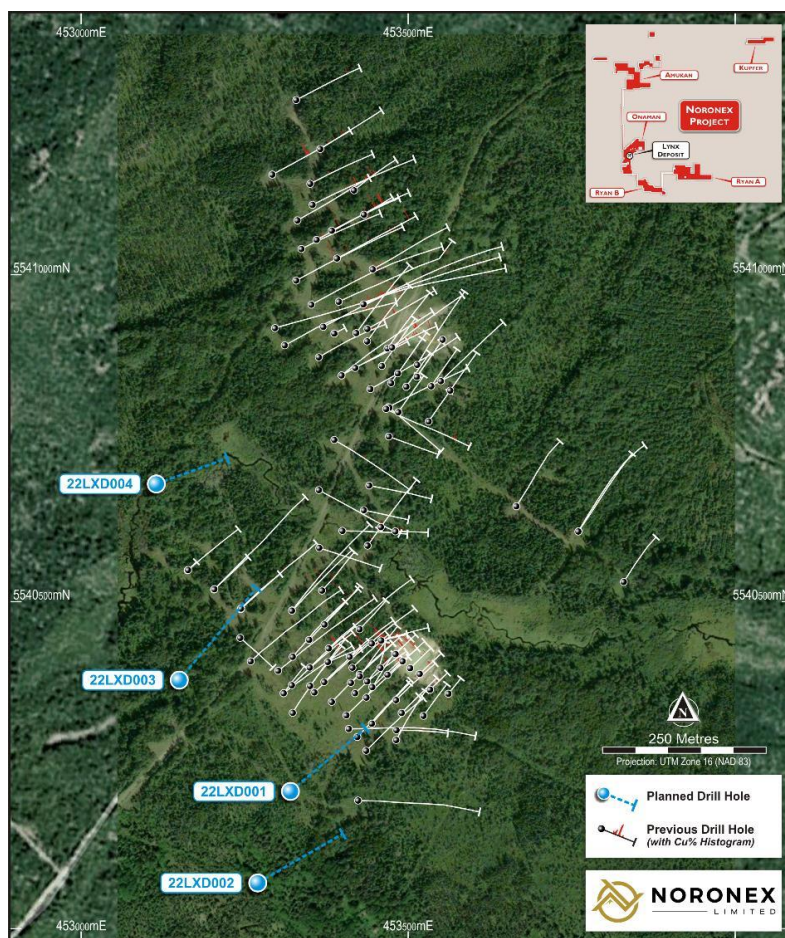 453000mE
453500mE
KUPFER
AMUKAN
NORONEX
PROJECT
ONAMAN
LYNX
DEPOSIT
RYAN A
RYAN B
5541000mN
22LXD004
5540500mN
22LXD003
N
250 Metres
Projection: UTM Zone 16 (NAD 83)
22LXD001
Planned Drill Hole
Previous Drill Hole
(with Cu% Histogram)
22LXD002
NORONEX
LIMITED
453000mE
453500mE